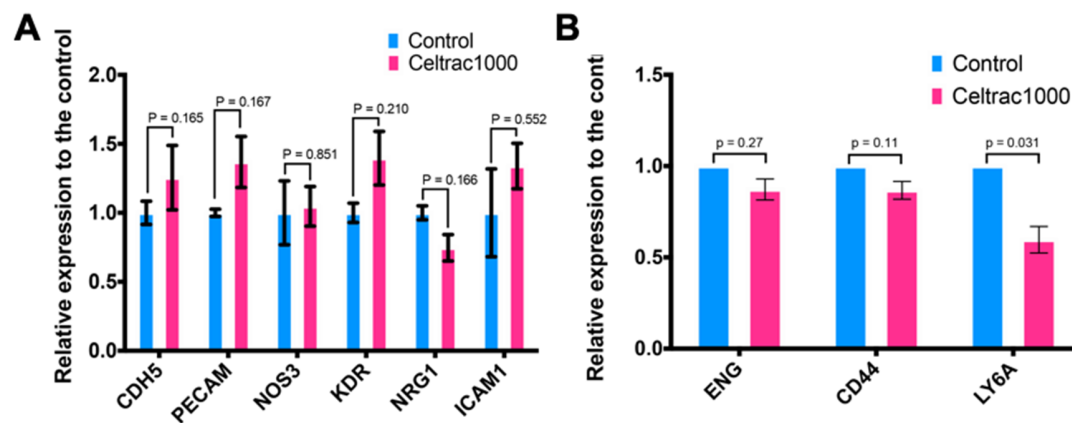 A
Control
Celtrac1000
Relative expression to the control
2.0
1.5
1.0
0.5
0.0
P = 0.165
P = 0.167
P = 0.851
P = 0.210
P = 0.166
P = 0.552
CDH5
PECAM
NOS3
KDR
NRG1
ICAM1
B
Control
Celtrac1000
Relative expression to the cont
1.5
1.0
0.5
0.0
p = 0.27
p = 0.11
p = 0.031
ENG
CD44
LY6A